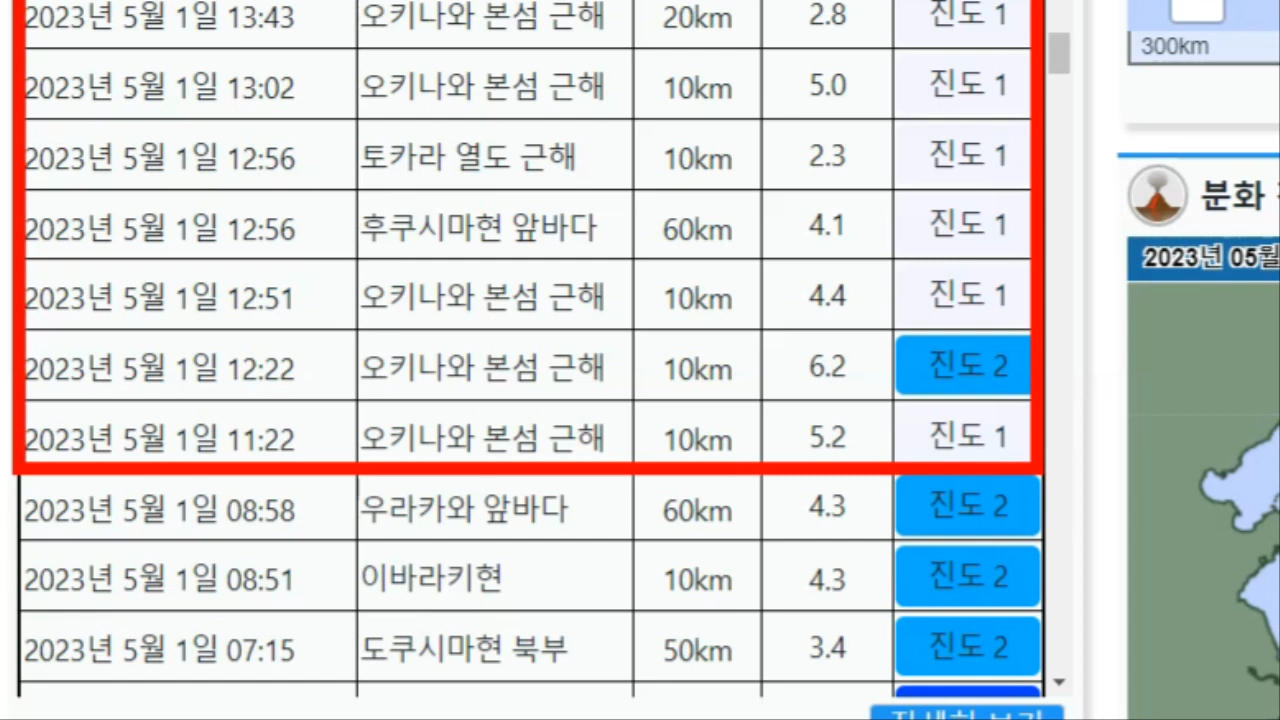 2023년 5월 1일 13:43 오키나와 본섬 근해 20km 2.8 진도 1
2023년 5월 1일 13:02 오키나와 본섬 근해 10km 5.0 진도 1
2023년 5월 1일 12:56 토카라 열도 근해 10km 2.3 진도 1
2023년 5월 1일 12:56 후쿠시마현 앞바다 60km 4.1 진도 1
2023년 5월 1일 12:51 오키나와 본섬 근해 10km 4.4 진도 1
2023년 5월 1일 12:22 오키나와 본섬 근해 10km 6.2 진도 2
2023년 5월 1일 11:22 오키나와 본섬 근해 10km 5.2 진도 1
2023년 5월 1일 08:58 우라카와 앞바다 60km 4.3 진도 2
2023년 5월 1일 08:51 이바라키현 10km 4.3 진도 2
2023년 5월 1일 07:15 도쿠시마현 북부 50km 3.4 진도 2
300km
분화
2023년 05월